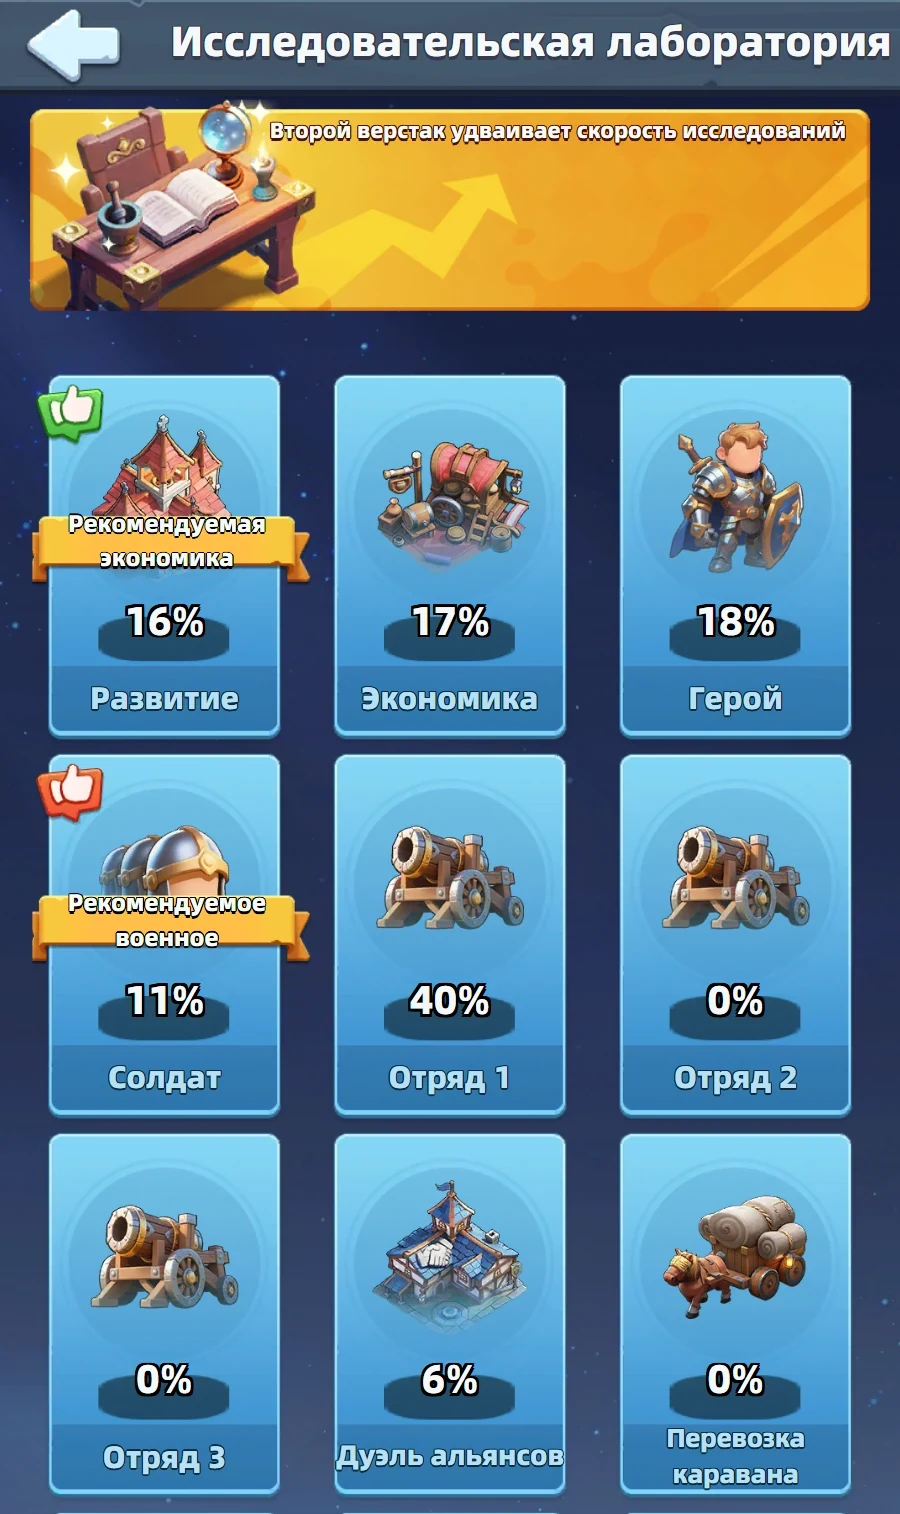 Исследовательская лаборатория
Второй верстак удваивает скорость исследований
Рекомендуемая
экономика
16%
17%
18%
Развитие
Экономика
Герой
Рекомендуемое
военное
11%
40%
0%
Солдат
Отряд 1
Отряд 2
0%
6%
0%
Отряд 3
Дуэль альянсов
Перевозка
каравана